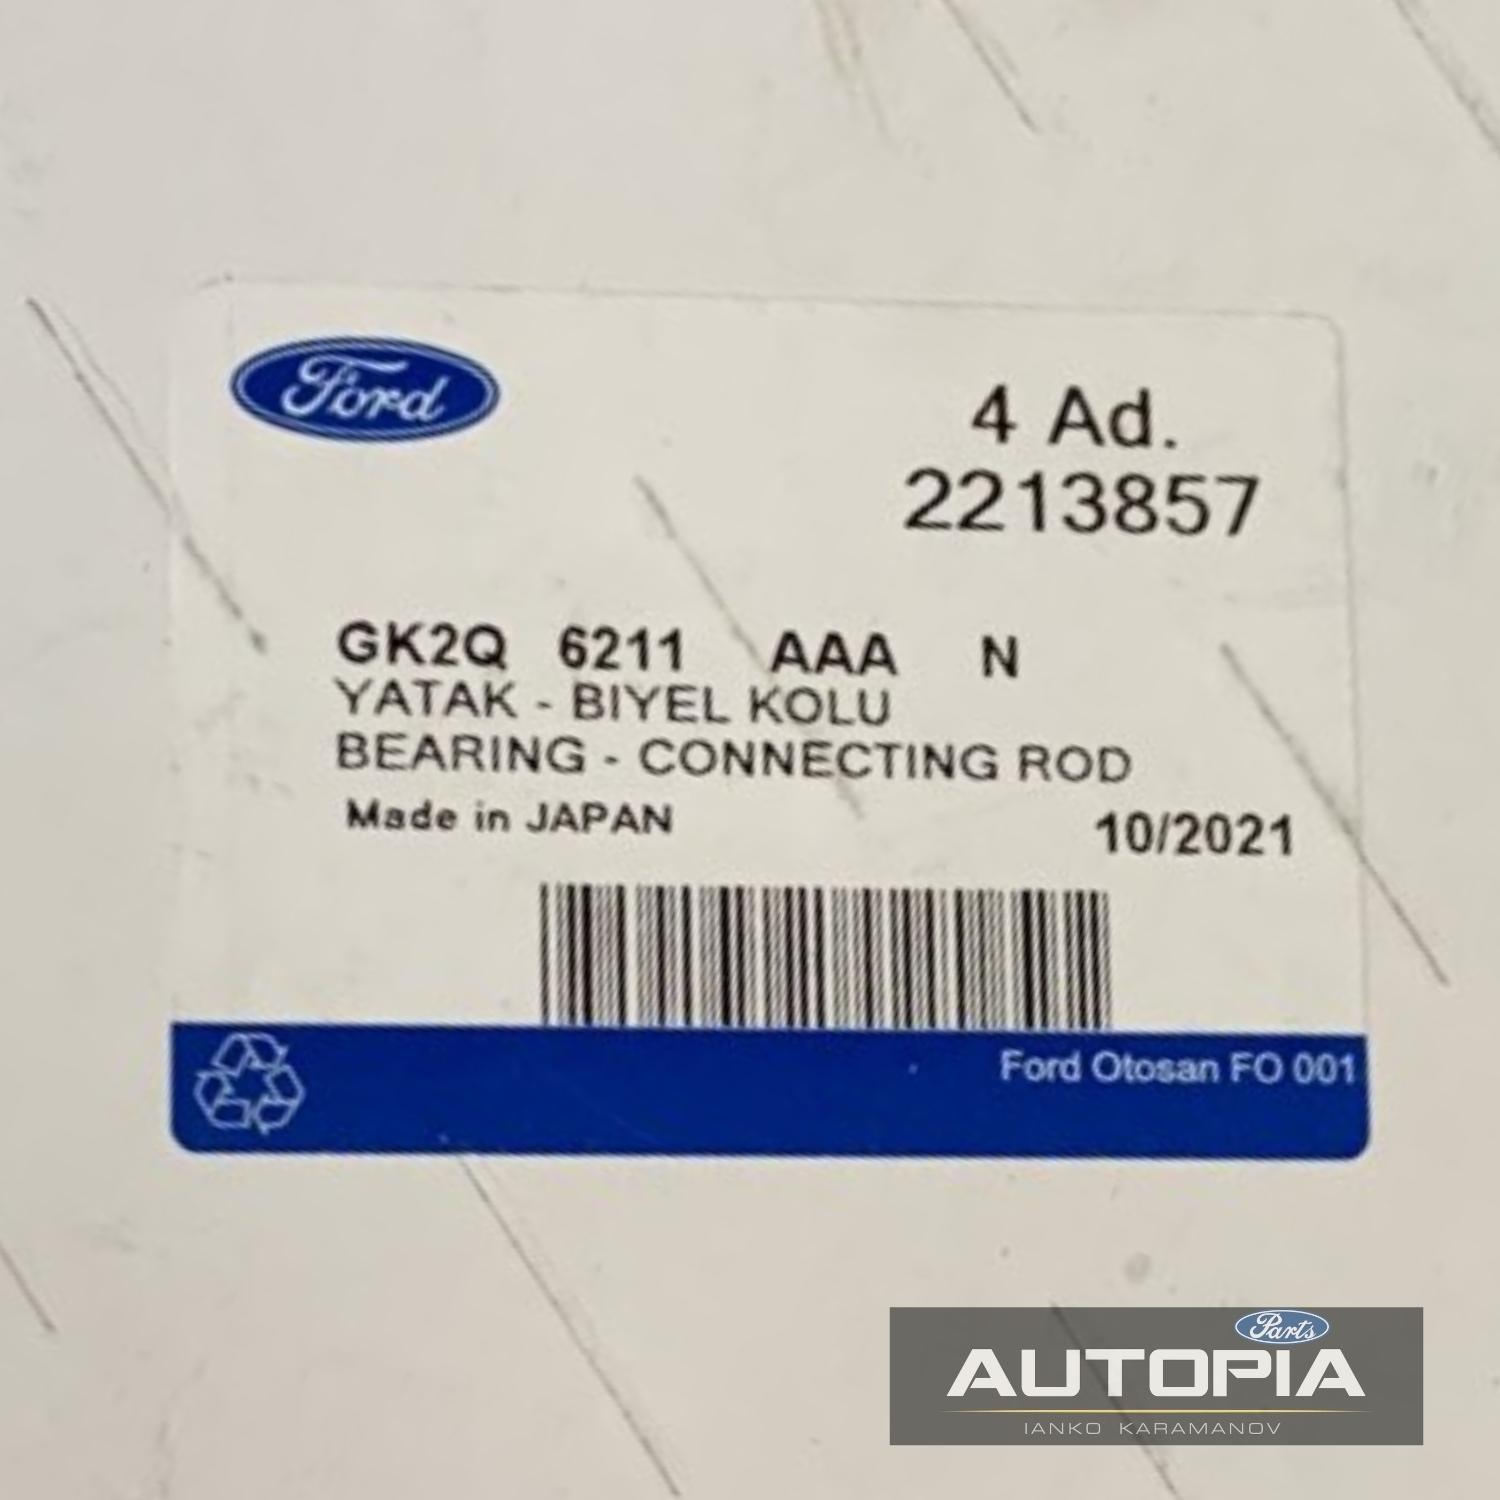 Ford
4 Ad.
2213857
GK2Q 6211 AAA N
YATAK - BIYEL KOLU
BEARING - CONNECTING ROD
Made in JAPAN 10/2021
Ford Otosan FO 001
Parts
AUTOPIA
IANKO KARAMANOV